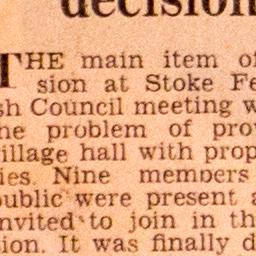 decision
THE main item of
sion at Stoke Fe
sh Council meeting w
he problem of prov
illage hall with prop
ies. Nine members
public were present a
nvited to join in th
ion. It was finally d